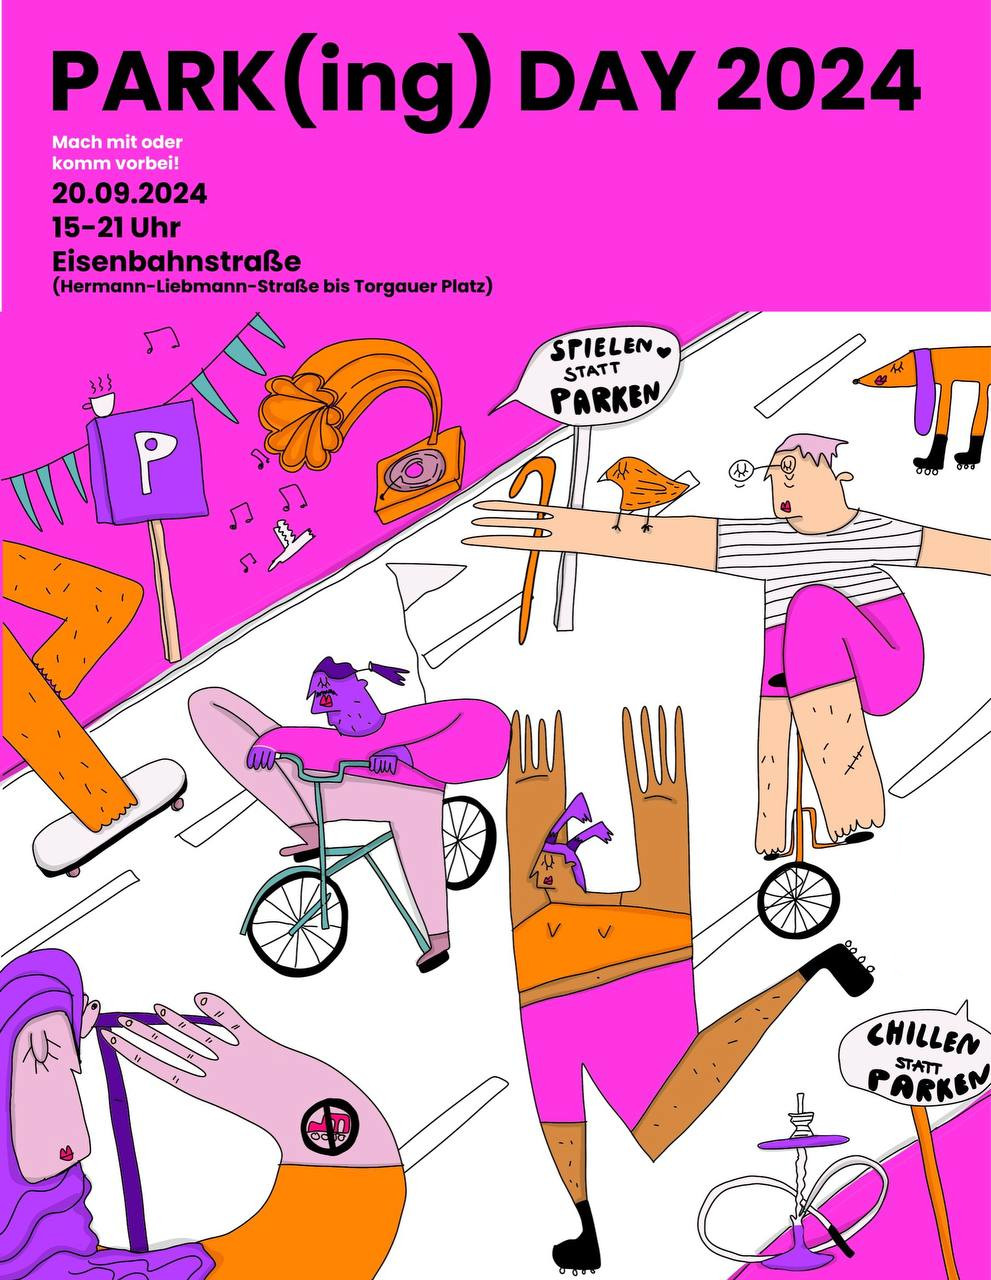 PARK(ing) DAY 2024
Mach mit oder
komm vorbei!
20.09.2024
15-21 Uhr
Eisenbahnstraße
(Hermann-Liebmann-Straße bis Torgauer Platz)
SPIELEN
STATT
PARKEN
P
CHILLEN
STATT
PARKEN